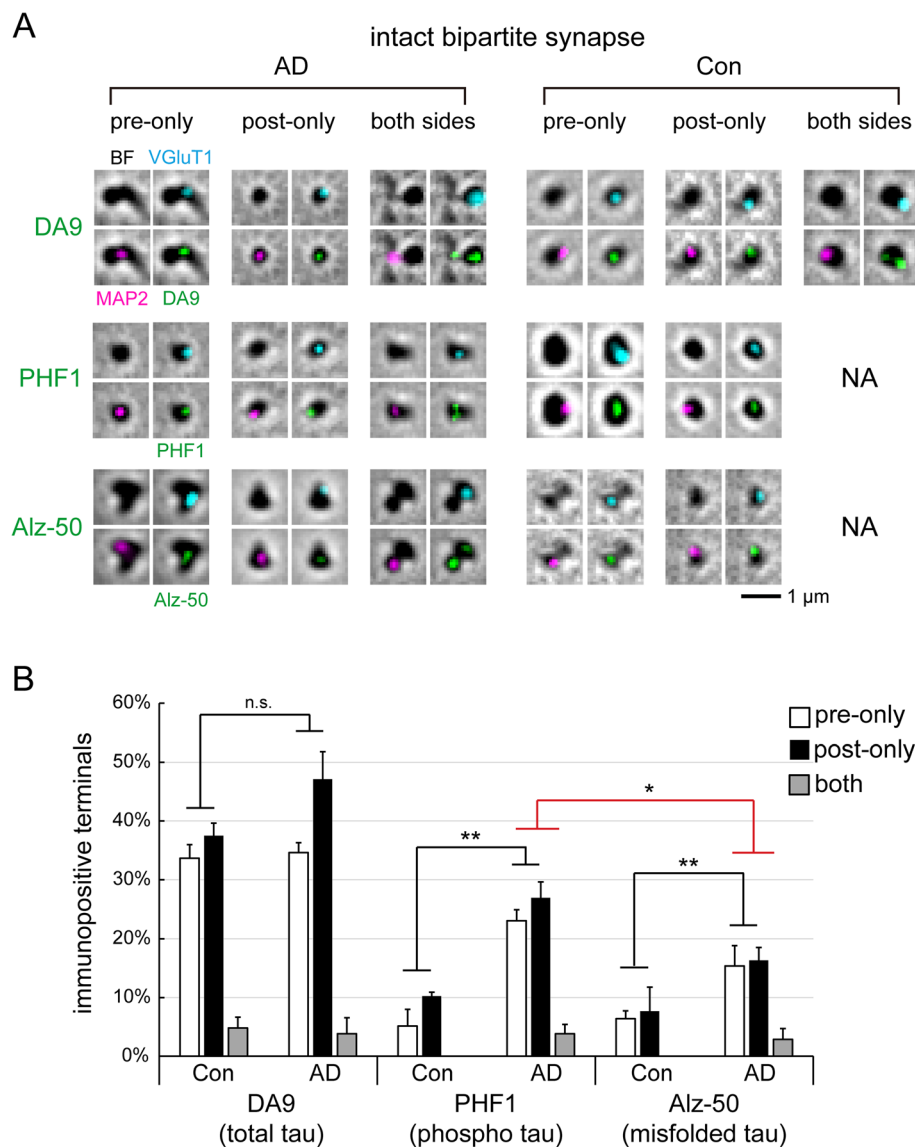 A
intact bipartite synapse
AD
Con
pre-only
post-only
both sides
pre-only
post-only
both sides
BF
VGluT1
DA9
MAP2
DA9
PHF1
NA
PHF1
Alz-50
NA
Alz-50
1 μm
B
60%
50%
40%
30%
20%
10%
0%
immunopositive terminals
n.s.
**
*
**
pre-only
post-only
both
Con
AD
Con
AD
Con
AD
DA9
(total tau)
PHF1
(phospho tau)
Alz-50
(misfolded tau)